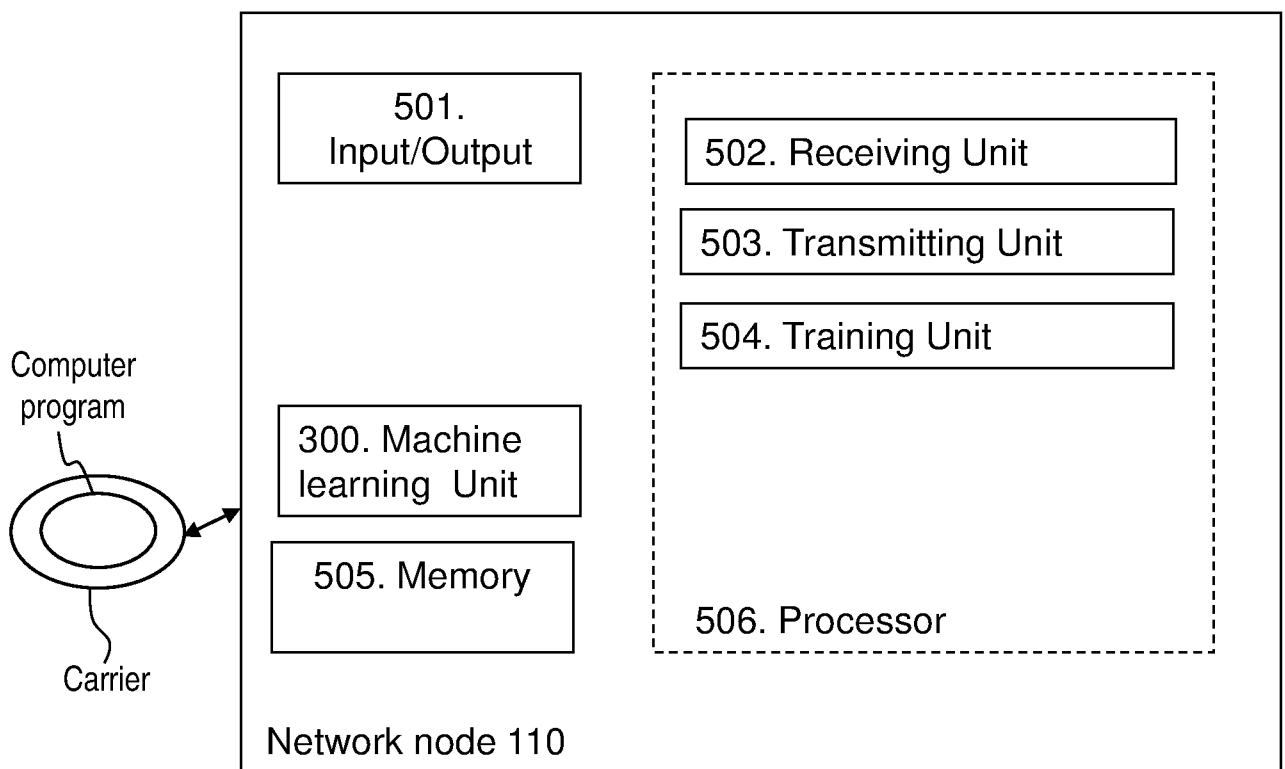 501.
Input/Output
502. Receiving Unit
503. Transmitting Unit
504. Training Unit
Computer
program
300. Machine
learning Unit
505. Memory
506. Processor
Carrier
Network node 110